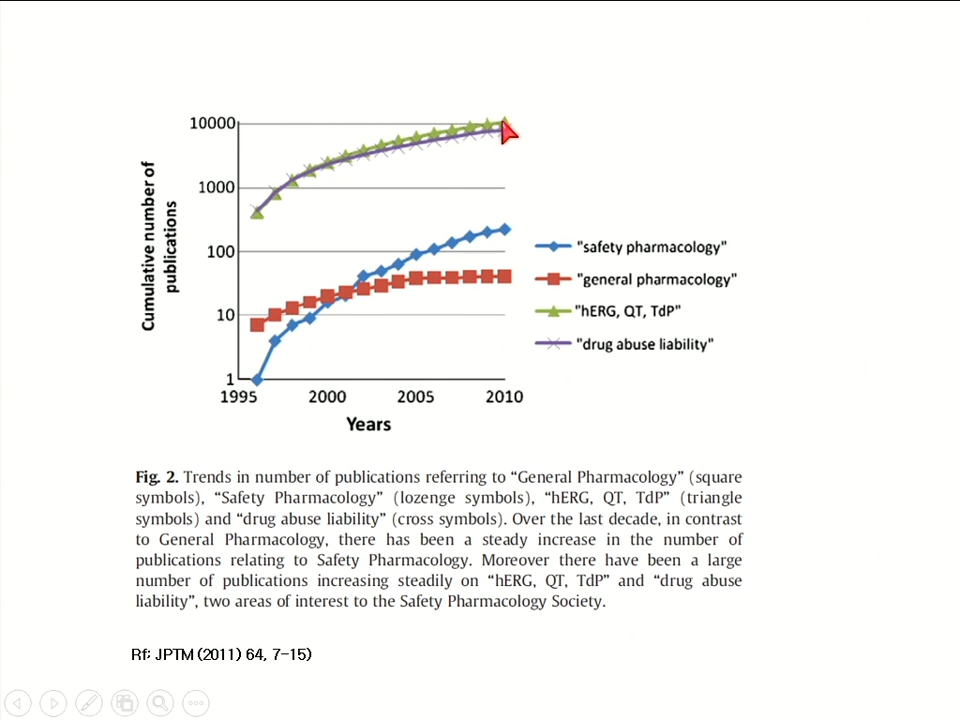 10000
1000
100
10
1
Cumulative number of
publications
1995 2000 2005 2010
Years
"safety pharmacology"
"general pharmacology"
"hERG, QT, TdP"
"drug abuse liability"
Fig. 2. Trends in number of publications referring to “General Pharmacology” (square
symbols), “Safety Pharmacology” (lozenge symbols), “hERG, QT, TdP” (triangle
symbols) and “drug abuse liability” (cross symbols). Over the last decade, in contrast
to General Pharmacology, there has been a steady increase in the number of
publications relating to Safety Pharmacology. Moreover there have been a large
number of publications increasing steadily on “hERG, QT, TdP” and “drug abuse
liability”, two areas of interest to the Safety Pharmacology Society.
Rf: JPTM (2011) 64, 7-15)